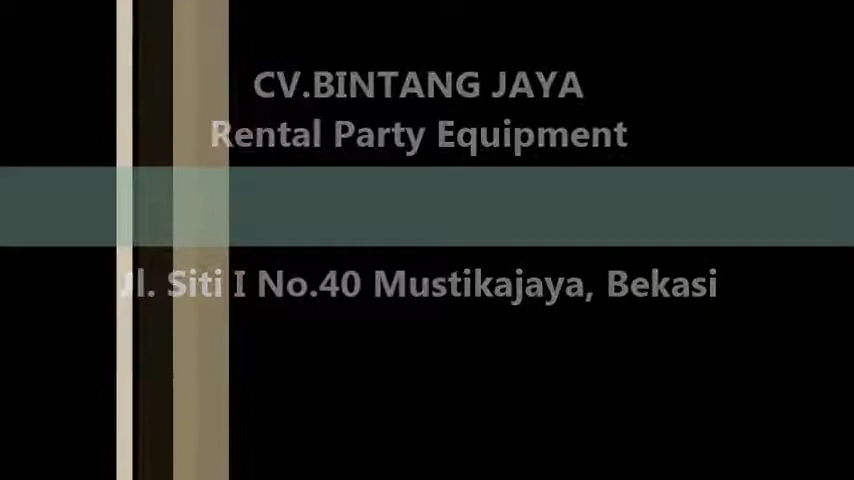 CV.BINTANG JAYA
Rental Party Equipment
Jl. Siti I No.40 Mustikajaya, Bekasi